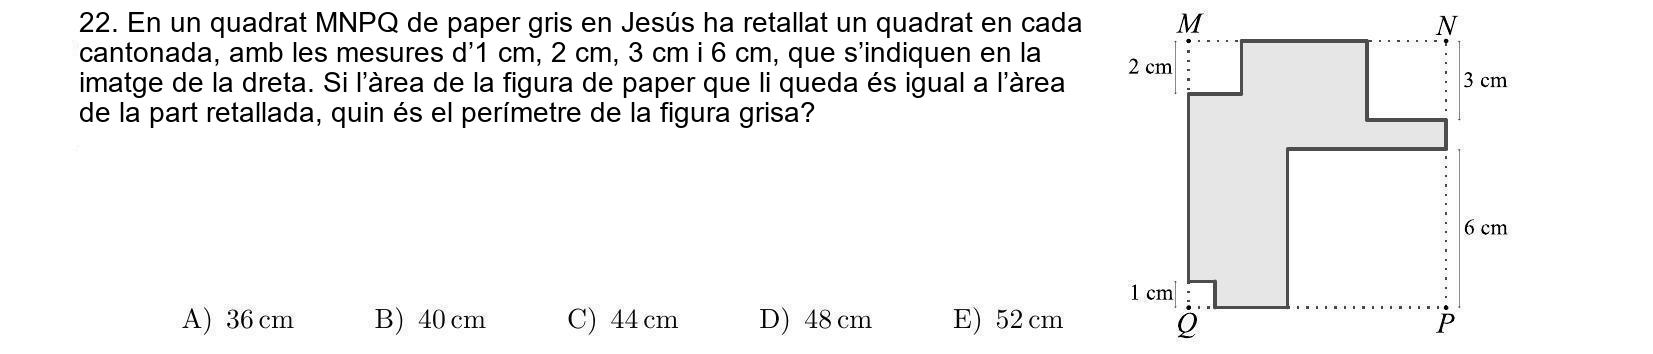 22. En un quadrat MNPQ de paper gris en Jesús ha retallat un quadrat en cada
cantonada, amb les mesures d'1 cm, 2 cm, 3 cm i 6 cm, que s'indiquen en la
imatge de la dreta. Si l'àrea de la figura de paper que li queda és igual a l'àrea
de la part retallada, quin és el perímetre de la figura grisa?
A) 36 cm B) 40 cm C) 44 cm D) 48 cm E) 52 cm
M N
2 cm 3 cm
6 cm
1 cm
Q P